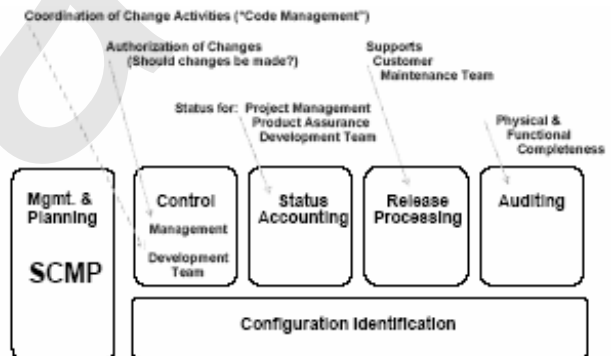 Coordination of Change Activities ("Code Management")
Authorization of Changes
(Should changes be made?)
Supports
Customer
Maintenance Team
Status for: Project Management
Product Assurance
Development Team
Physical &
Functional
Completeness
Mgmt. &
Planning
SCMP
Control
Management
Development
Team
Status
Accounting
Release
Processing
Auditing
Configuration Identification